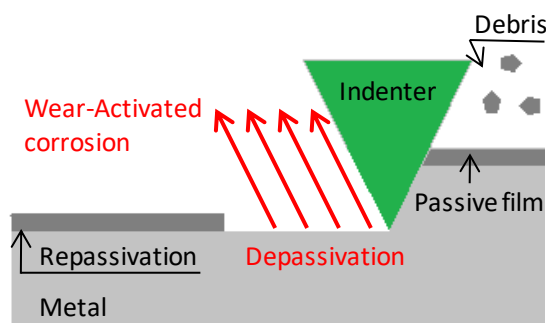 Debris
Wear-Activated
corrosion
Indenter
Passive film
Repassivation
Depassivation
Metal